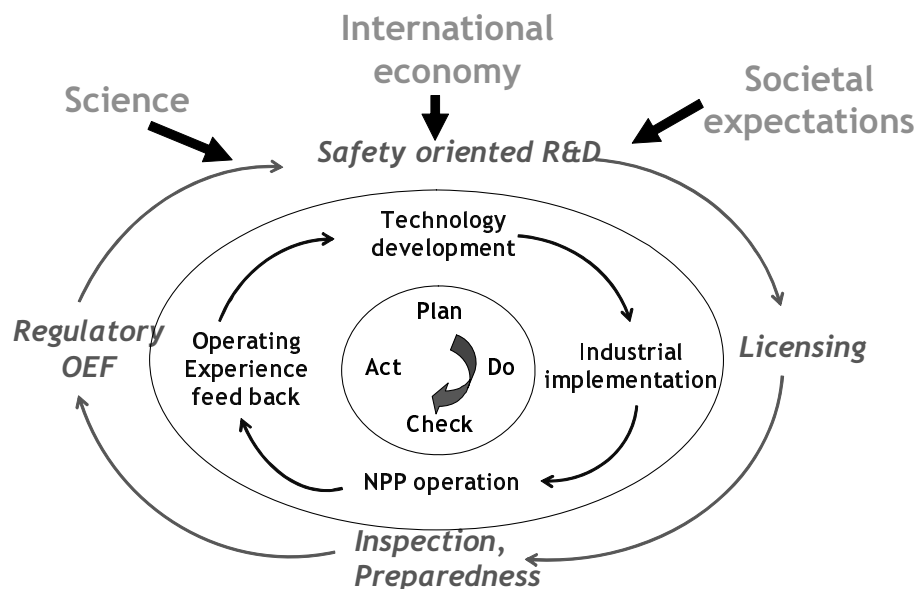 International
economy
Science
Societal
expectations
Safety oriented R&D
Technology
development
Plan
Regulatory
OEF
Operating
Experience
feed back
Act
Do
Industrial
implementation
Licensing
Check
NPP operation
Inspection,
Preparedness